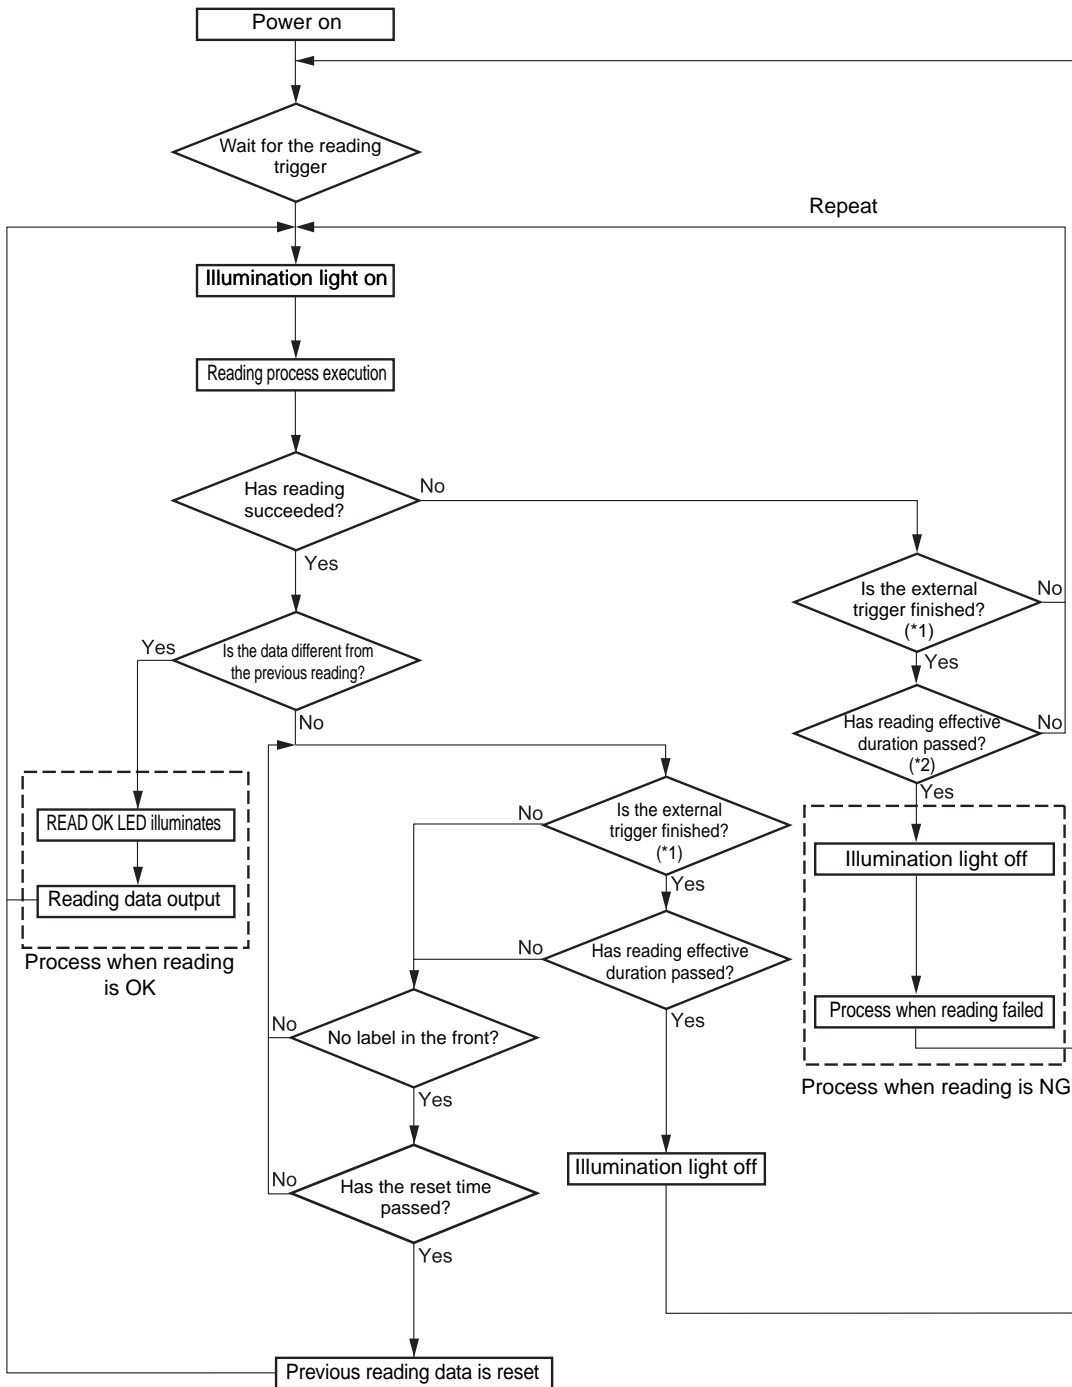 Power on
Wait for the reading
trigger
Repeat
Illumination light on
Reading process execution
Has reading
succeeded?
No
Yes
Is the external
trigger finished?
(*1)
No
Yes
Is the data different from
the previous reading?
Yes
No
Has reading effective
duration passed?
(*2)
No
Yes
READ OK LED illuminates
Reading data output
Process when reading
is OK
Is the external
trigger finished?
(*1)
No
Yes
Illumination light off
Process when reading failed
Process when reading is NG
Has reading effective
duration passed?
No
Yes
No label in the front?
No
Yes
Illumination light off
Has the reset time
passed?
No
Yes
Previous reading data is reset